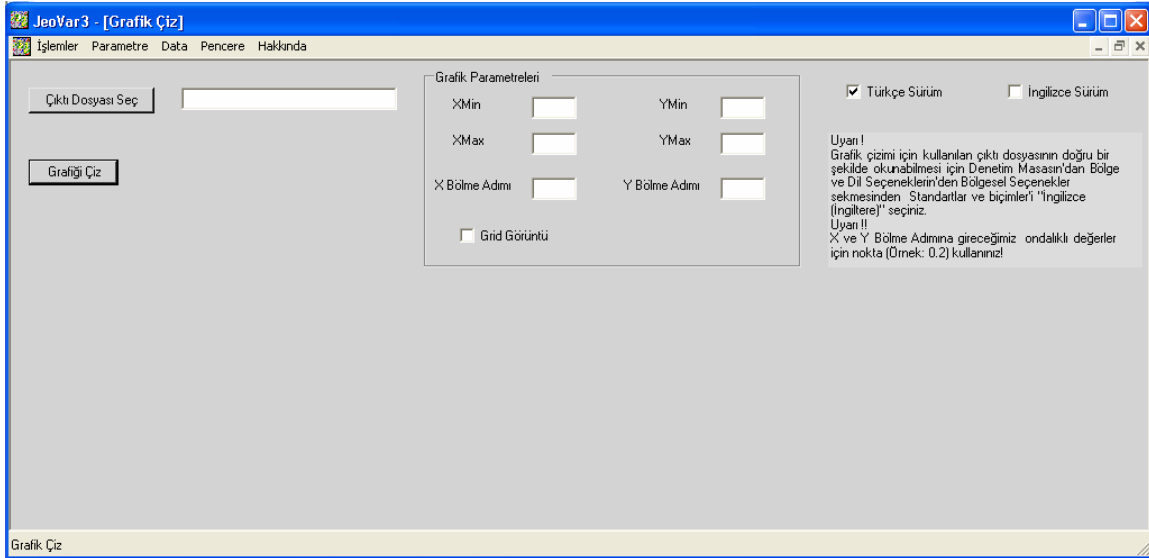 JeoVar3 - [Grafik Çiz]
İşlemler Parametre Data Pencere Hakkında
Çıktı Dosyası Seç
Grafiği Çiz
Grafik Parametreleri
XMin YMin
XMax YMax
X Bölme Adımı Y Bölme Adımı
Grid Görüntü
Türkçe Sürüm İngilizce Sürüm
Uyarı !
Grafik çizimi için kullanılan çıktı dosyasının doğru bir
şekilde okunabilmesi için Denetim Masasın'dan Bölge
ve Dil Seçeneklerin'den Bölgesel Seçenekler
sekmesinden Standartlar ve biçimler'i "İngilizce
(İngiltere)" seçiniz.
Uyarı !!
X ve Y Bölme Adımına gireceğimiz ondalıklı değerler
için nokta (Örnek: 0.2) kullanınız!
Grafik Çiz